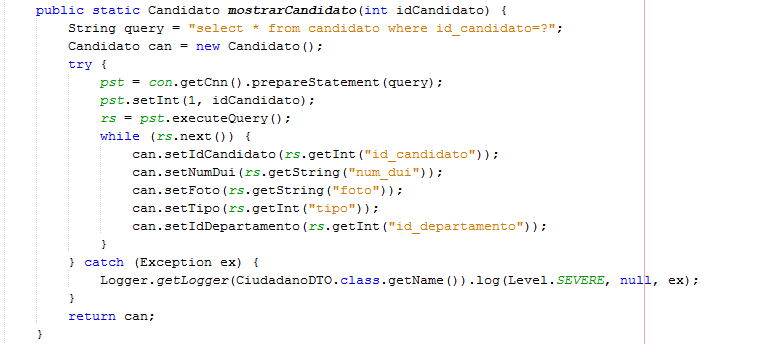 public static Candidato mostrarCandidato(int idCandidato) {
    String query = "select * from candidato where id_candidato=?";
    Candidato can = new Candidato();
    try {
        pst = con.getCnn().prepareStatement(query);
        pst.setInt(1, idCandidato);
        rs = pst.executeQuery();
        while (rs.next()) {
            can.setIdCandidato(rs.getInt("id_candidato"));
            can.setNumDui(rs.getString("num_dui"));
            can.setFoto(rs.getString("foto"));
            can.setTipo(rs.getInt("tipo"));
            can.setIdDepartamento(rs.getInt("id_departamento"));
        }
    } catch (Exception ex) {
        Logger.getLogger(CiudadanoDTO.class.getName()).log(Level.SEVERE, null, ex);
    }
    return can;
}